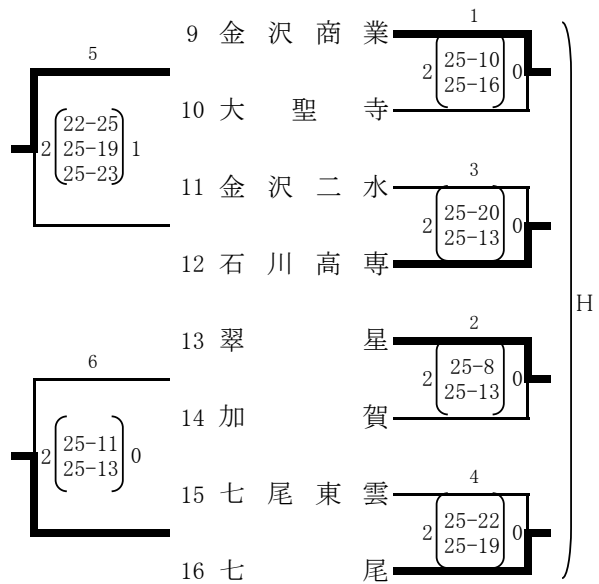 9 金沢商業
1
2 25-10 0
25-16
5
10 大聖寺
22-25
2 25-19 1
25-23
11 金沢二水
3
2 25-20 0
25-13
12 石川高専
H
13 翠星
2
2 25-8 0
25-13
6
14 加賀
2 25-11 0
25-13
15 七尾東雲
4
2 25-22 0
25-19
16 七尾